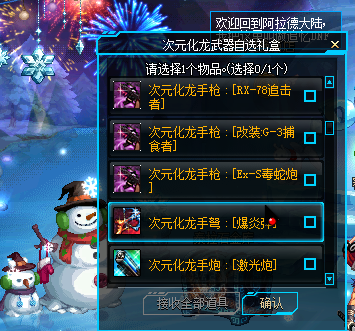 欢迎回到阿拉德大陆,
次元化龙武器自选礼盒
请选择1个物品。(选择0/1个)
次元化龙手枪：[RX-78追击
者]
次元化龙手枪：[改装:G-3捕
食者]
次元化龙手枪：[Ex-S毒蛇炮
]
次元化龙手弩：[爆炎弩]
次元化龙手炮：[激光炮]
接收全部道具
确认